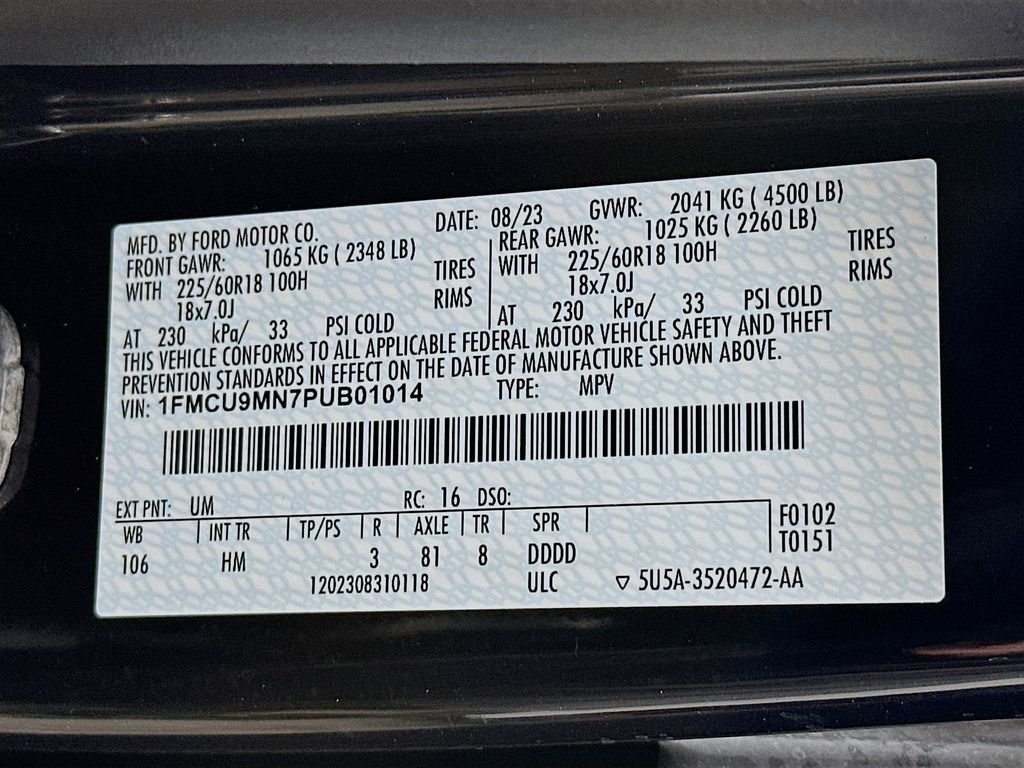 MFD. BY FORD MOTOR CO. DATE: 08/23 GVWR: 2041 KG ( 4500 LB)
FRONT GAWR: 1065 KG ( 2348 LB) REAR GAWR: 1025 KG ( 2260 LB)
WITH 225/60R18 100H TIRES WITH 225/60R18 100H TIRES
18x7.0J RIMS 18x7.0J RIMS
AT 230 kPa/ 33 PSI COLD AT 230 kPa/ 33 PSI COLD
THIS VEHICLE CONFORMS TO ALL APPLICABLE FEDERAL MOTOR VEHICLE SAFETY AND THEFT
PREVENTION STANDARDS IN EFFECT ON THE DATE OF MANUFACTURE SHOWN ABOVE.
VIN: 1FMCU9MN7PUB01014 TYPE: MPV
EXT PNT: UM RC: 16 DSO:
WB INT TR TP/PS R AXLE TR SPR F0102
106 HM 3 81 8 DDDD T0151
1202308310118 ULC ▽ 5U5A-3520472-AA